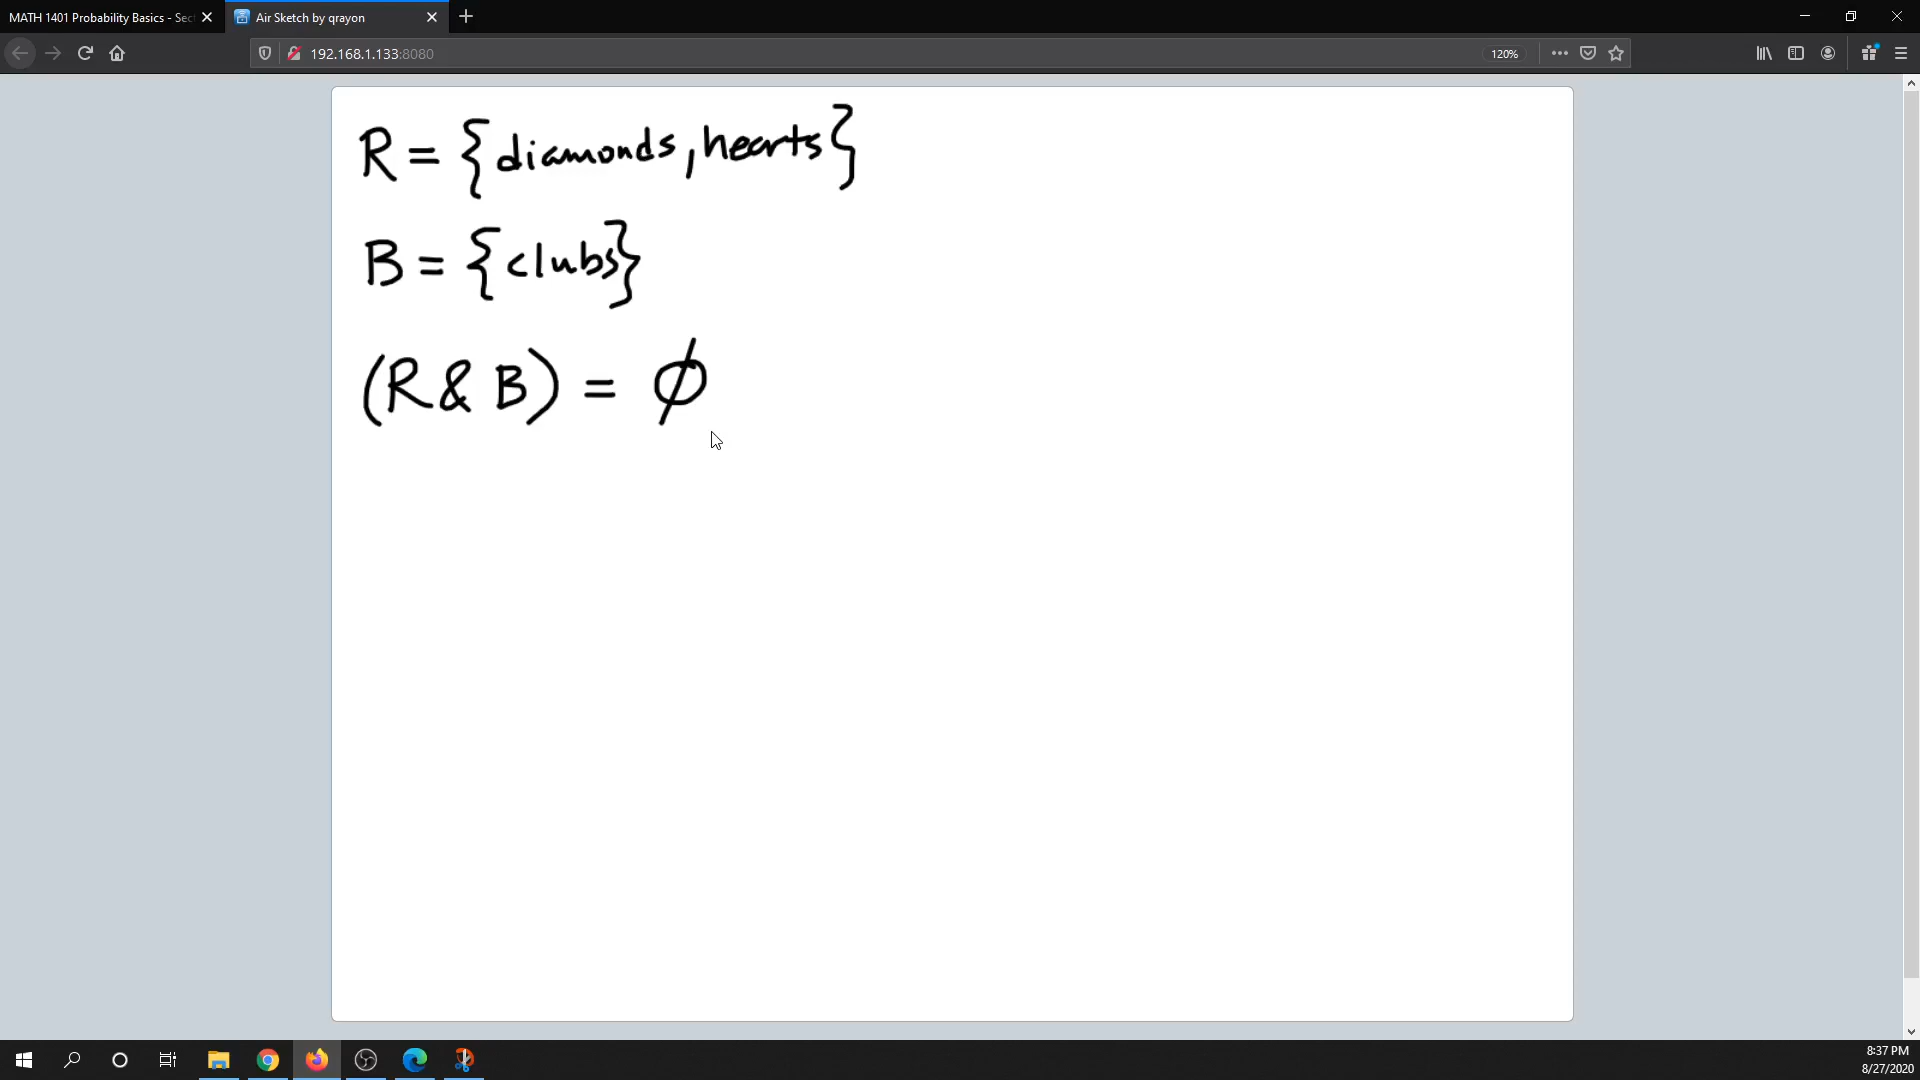 MATH 1401 Probability Basics - Sec
Air Sketch by qrayon
192.168.1.133:8080
120%
R = {diamonds, hearts}
B = {clubs}
(R & B) = ∅
8:37 PM
8/27/2020